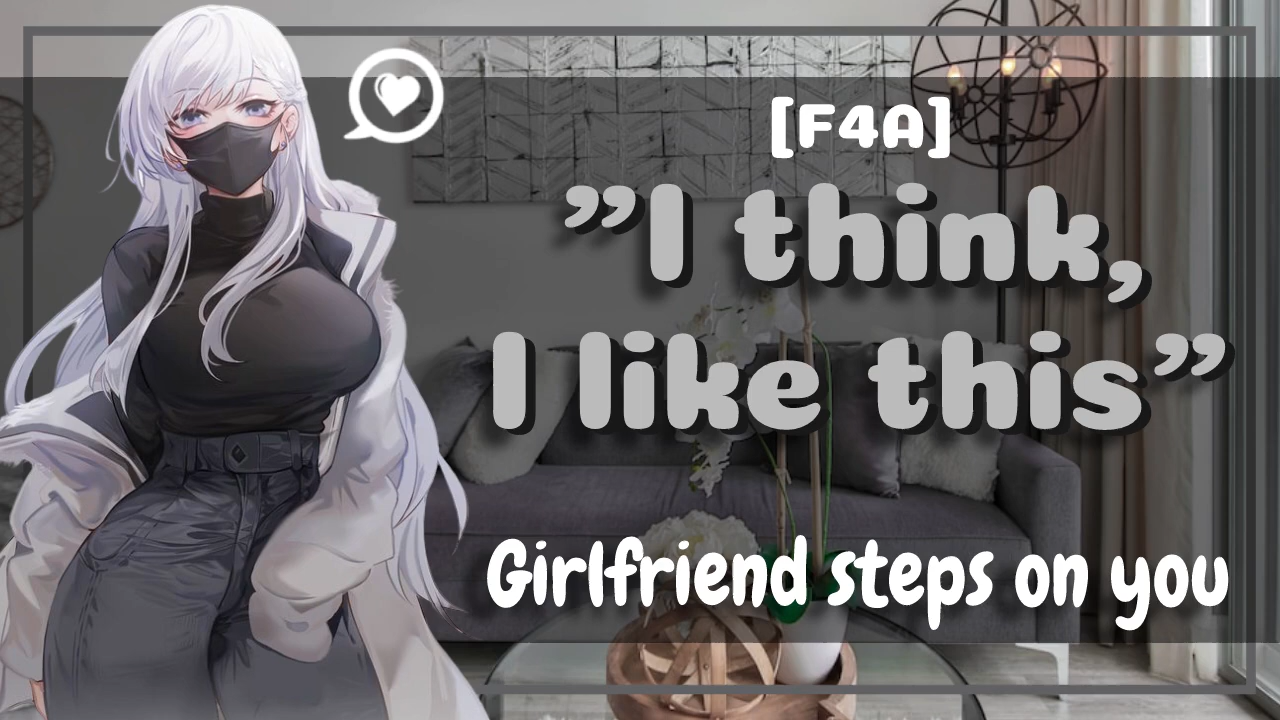 [F4A]
”I think,
I like this”
Girlfriend steps on you